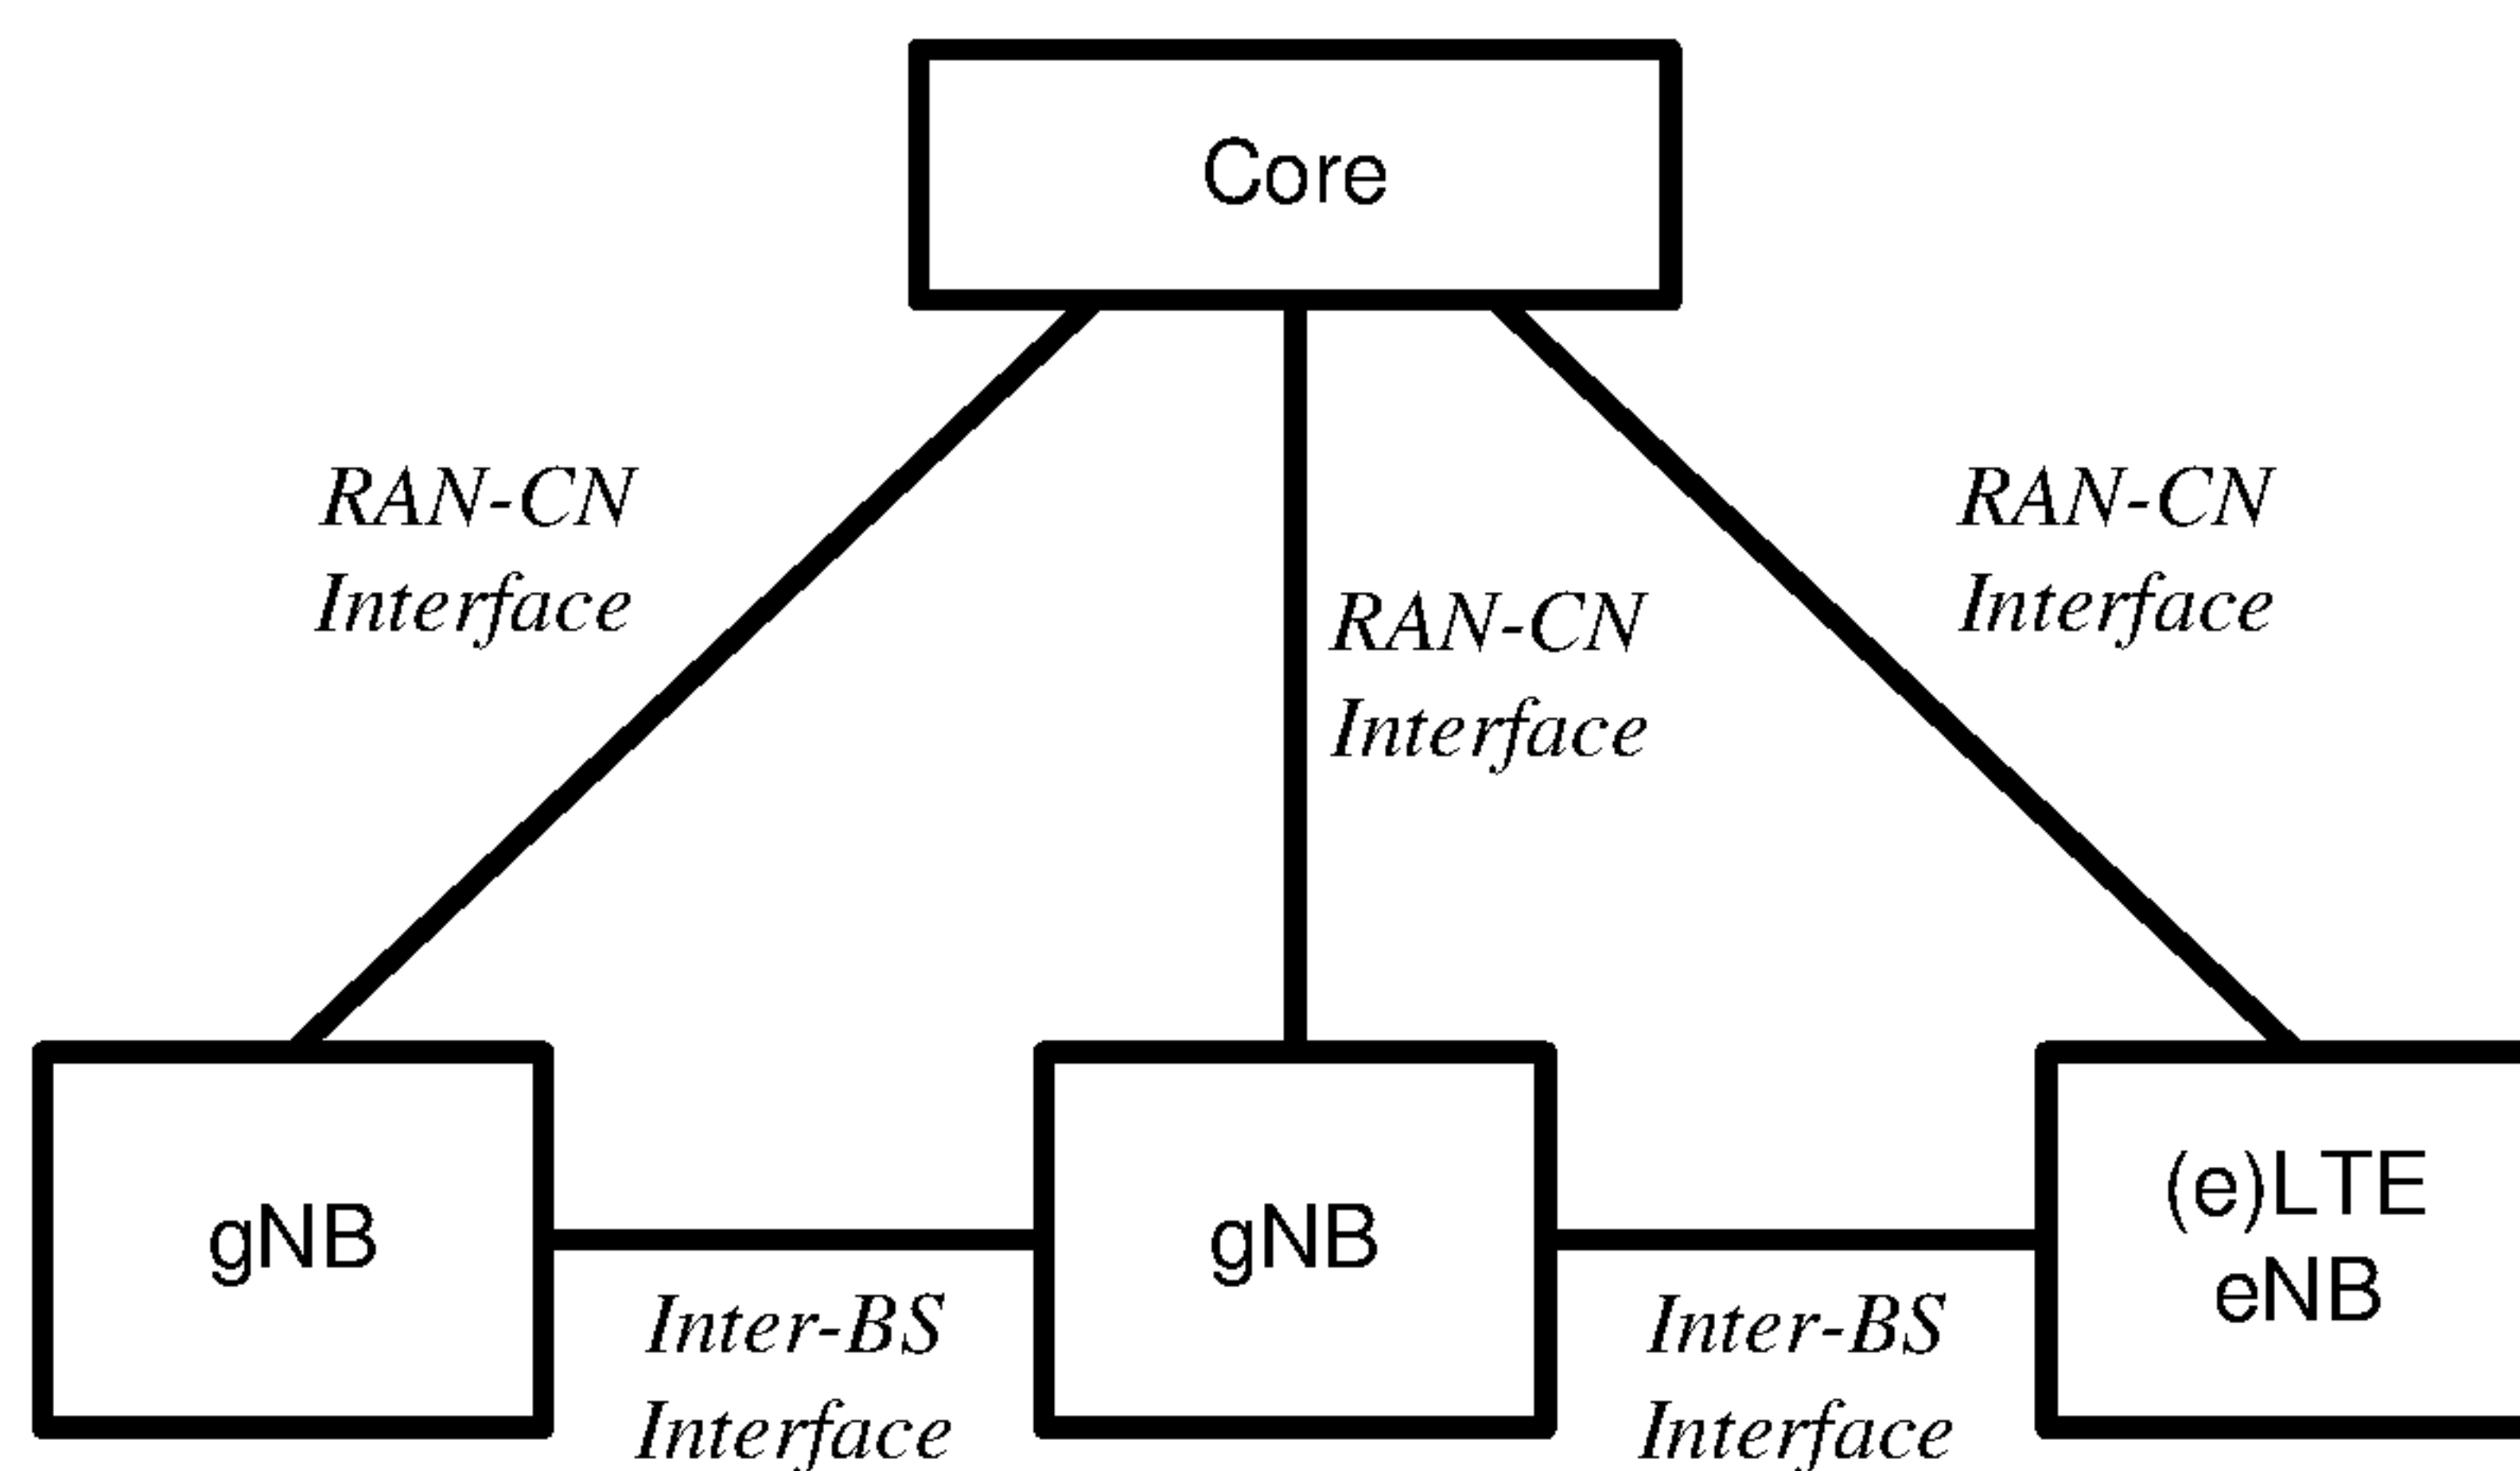 Core
RAN-CN
Interface
RAN-CN
Interface
RAN-CN
Interface
gNB
gNB
(e)LTE
eNB
Inter-BS
Interface
Inter-BS
Interface